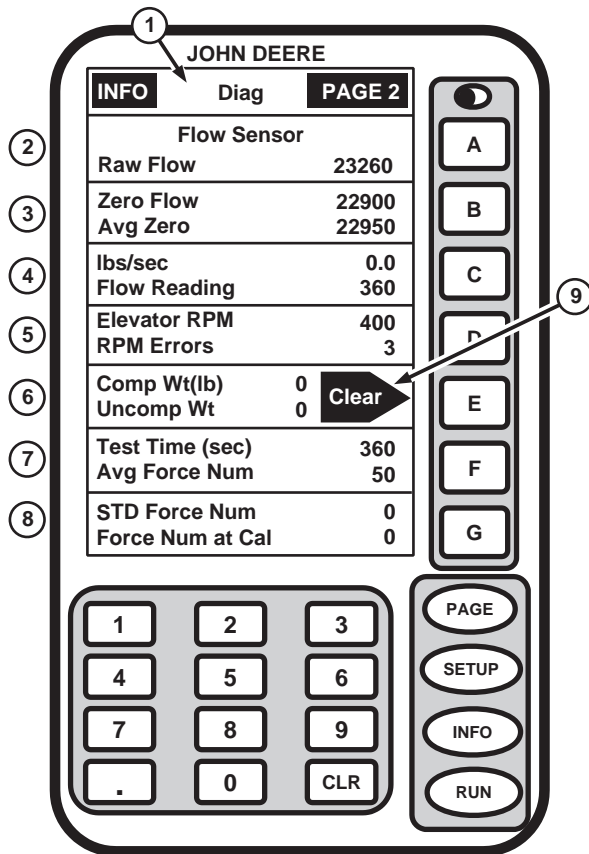 1
JOHN DEERE
INFO Diag PAGE 2
2 Flow Sensor
Raw Flow 23260
3 Zero Flow 22900
Avg Zero 22950
4 lbs/sec 0.0
Flow Reading 360
5 Elevator RPM 400
RPM Errors 3
6 Comp Wt(lb) 0 Clear
Uncomp Wt 0
7 Test Time (sec) 360
Avg Force Num 50
8 STD Force Num 0
Force Num at Cal 0
A
B
C
9
D
E
F
G
1 2 3
4 5 6
7 8 9
. 0 CLR
PAGE
SETUP
INFO
RUN